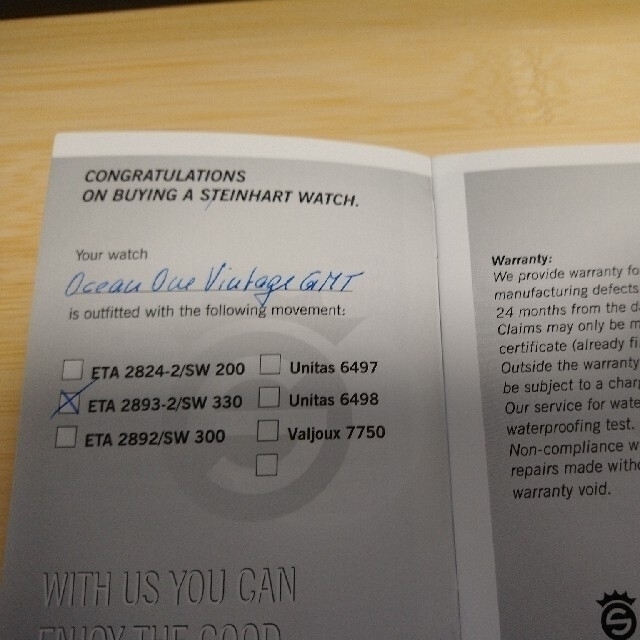 CONGRATULATIONS
ON BUYING A STEINHART WATCH.
Your watch
Ocean One Vintage GMT
is outfitted with the following movement:
ETA 2824-2/SW 200
Unitas 6497
ETA 2893-2/SW 330
Unitas 6498
ETA 2892/SW 300
Valjoux 7750
WITH US YOU CAN
ENJOY THE GOOD
Warranty:
We provide warranty fo
manufacturing defects
24 months from the d
Claims may only be m
certificate (already fi
Outside the warranty
be subject to a char
Our service for wate
waterproofing test.
Non-compliance w
repairs made witho
warranty void.